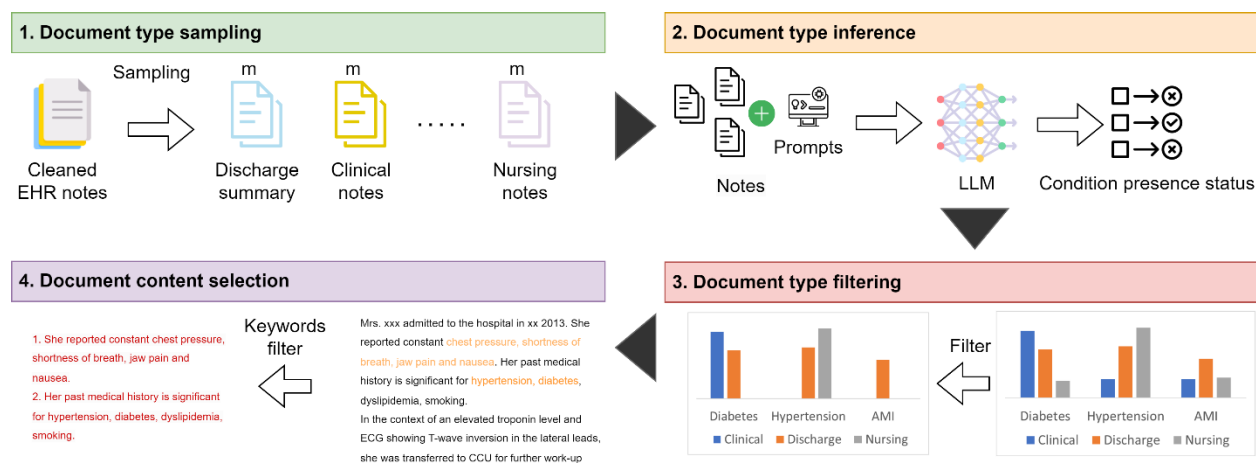 1. Document type sampling
Sampling
m
m
m
.....
Cleaned
EHR notes
Discharge
summary
Clinical
notes
Nursing
notes
2. Document type inference
Prompts
Notes
LLM
Condition presence status
3. Document type filtering
Filter
Diabetes
Hypertension
AMI
Clinical
Discharge
Nursing
Diabetes
Hypertension
AMI
Clinical
Discharge
Nursing
4. Document content selection
Keywords
filter
Mrs. xxx admitted to the hospital in xx 2013. She
reported constant chest pressure, shortness of
breath, jaw pain and nausea. Her past medical
history is significant for hypertension, diabetes,
dyslipidemia, smoking.
In the context of an elevated troponin level and
ECG showing T-wave inversion in the lateral leads,
she was transferred to CCU for further work-up
1. She reported constant chest pressure,
shortness of breath, jaw pain and
nausea.
2. Her past medical history is significant
for hypertension, diabetes, dyslipidemia,
smoking.